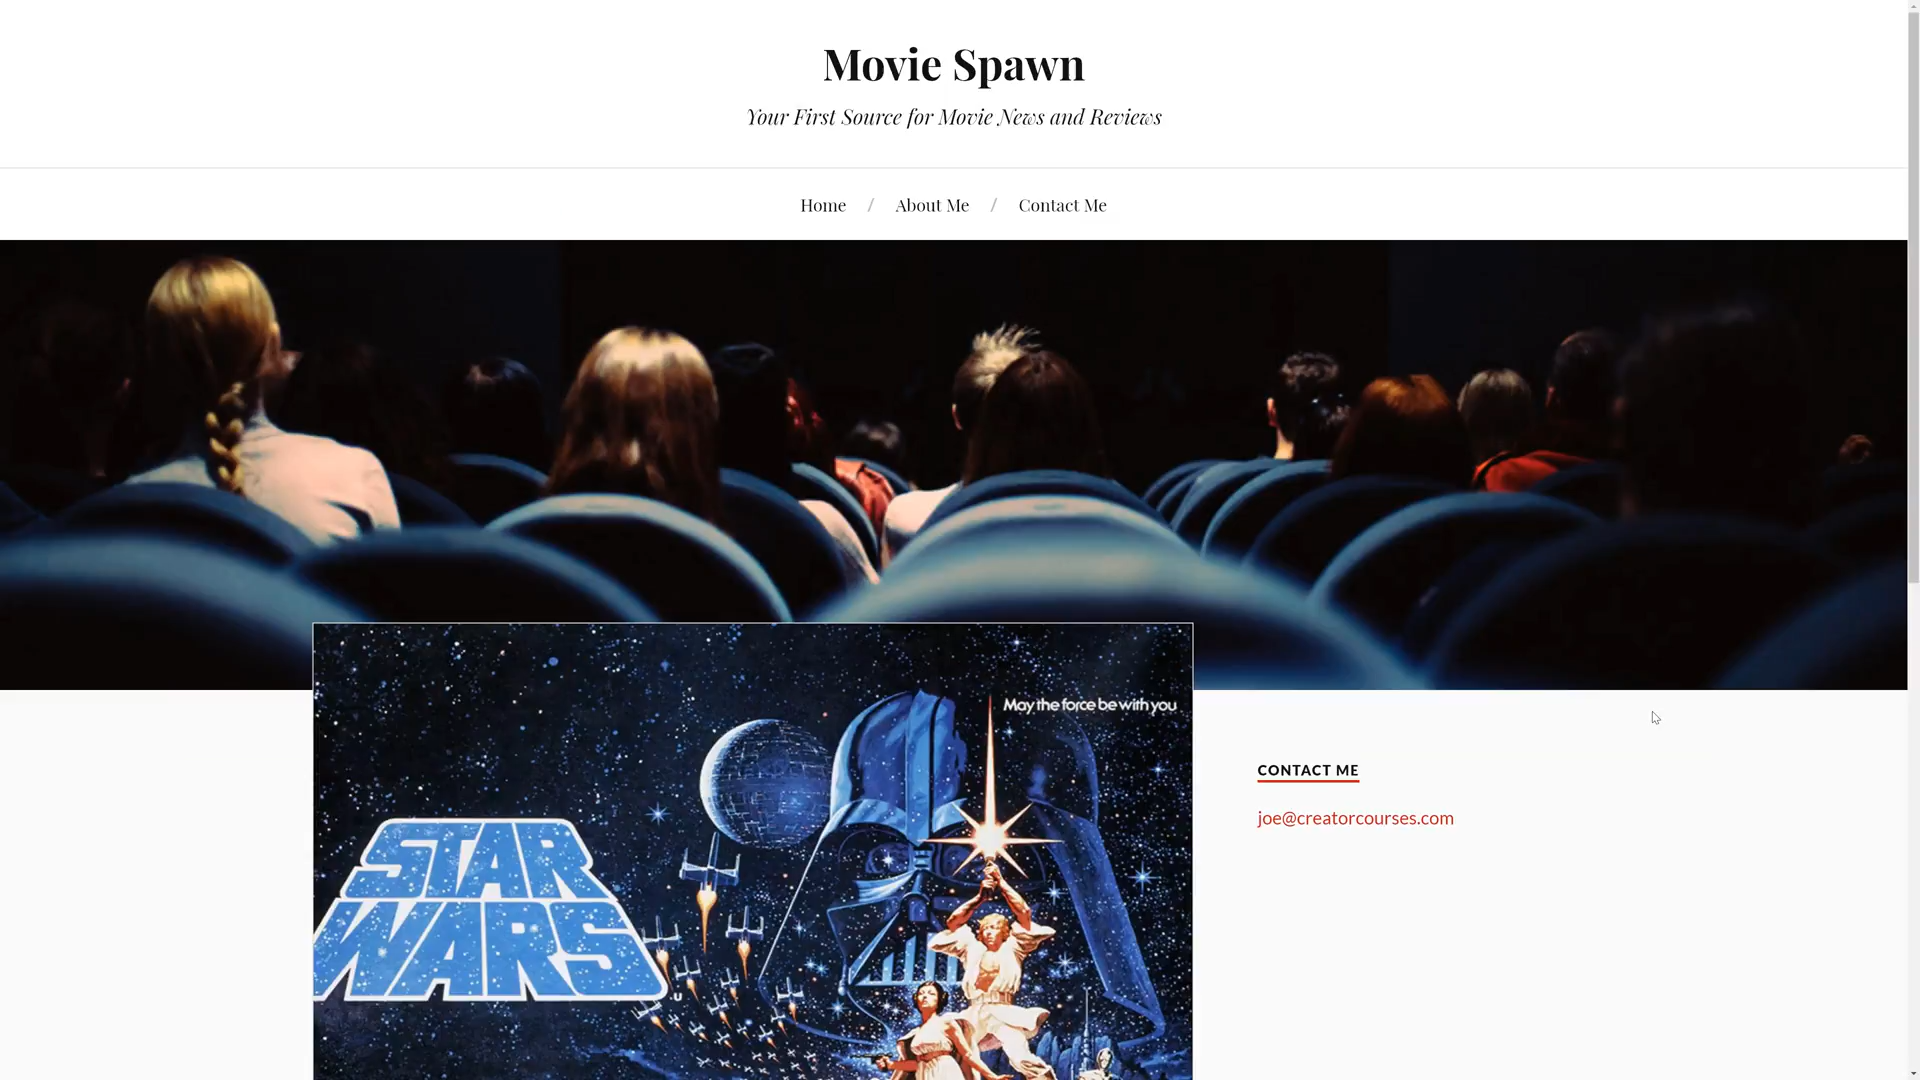 Movie Spawn
Your First Source for Movie News and Reviews
Home / About Me / Contact Me
May the force be with you
STAR
WARS
CONTACT ME
joe@creatorcourses.com